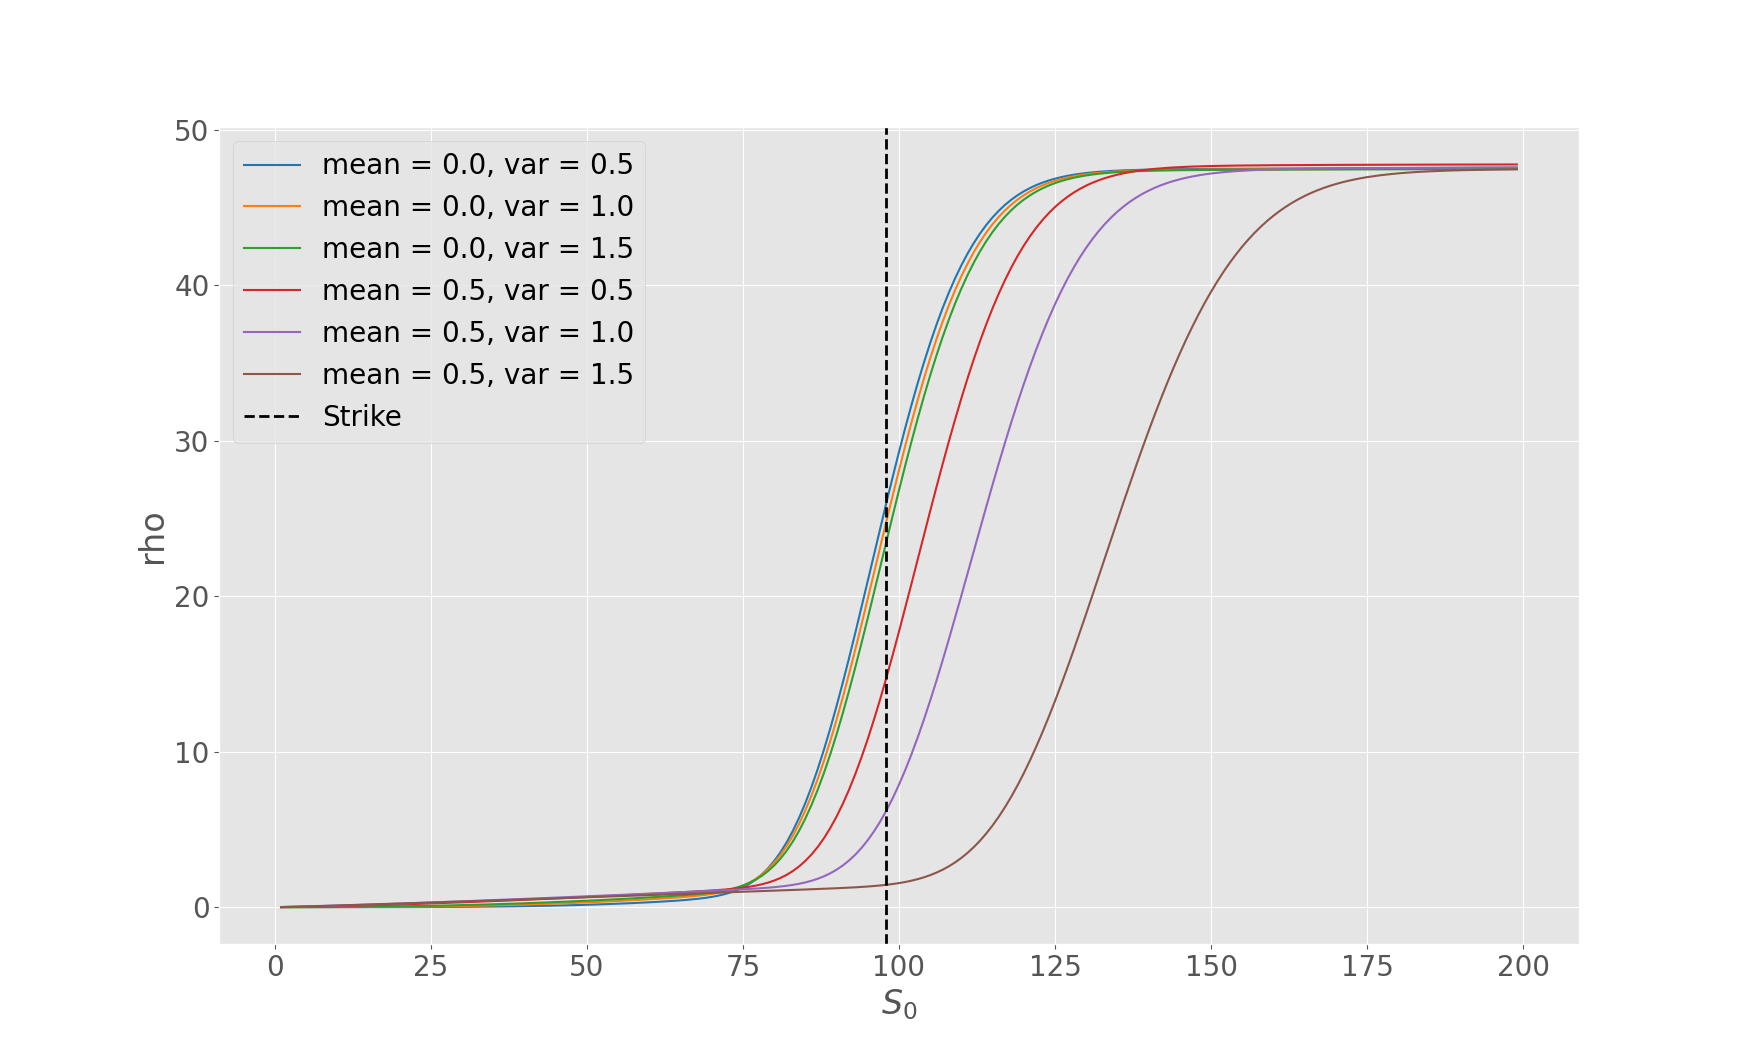 50
40
30
20
10
0
rho
mean = 0.0, var = 0.5
mean = 0.0, var = 1.0
mean = 0.0, var = 1.5
mean = 0.5, var = 0.5
mean = 0.5, var = 1.0
mean = 0.5, var = 1.5
Strike
0 25 50 75 100 125 150 175 200
S₀